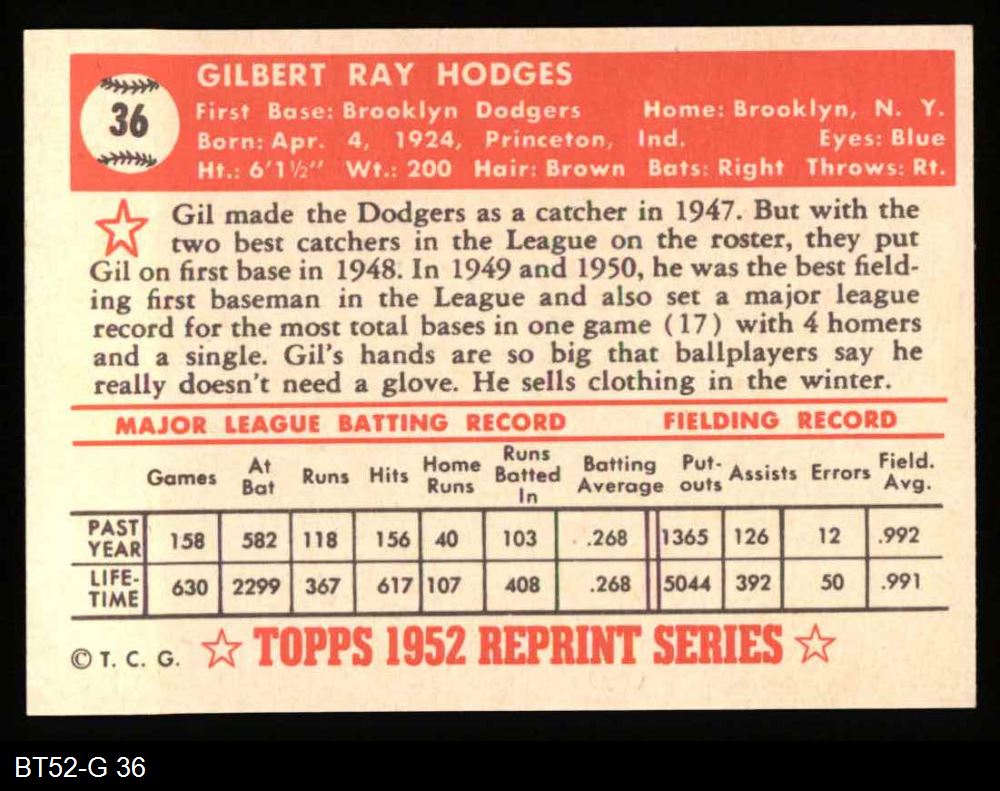 36
GILBERT RAY HODGES
First Base: Brooklyn Dodgers Home: Brooklyn, N. Y.
Born: Apr. 4, 1924, Princeton, Ind. Eyes: Blue
Ht.: 6'1½" Wt.: 200 Hair: Brown Bats: Right Throws: Rt.
Gil made the Dodgers as a catcher in 1947. But with the
two best catchers in the League on the roster, they put
Gil on first base in 1948. In 1949 and 1950, he was the best field-
ing first baseman in the League and also set a major league
record for the most total bases in one game (17) with 4 homers
and a single. Gil's hands are so big that ballplayers say he
really doesn't need a glove. He sells clothing in the winter.
MAJOR LEAGUE BATTING RECORD FIELDING RECORD
Games At Bat Runs Hits Home Runs Runs Batted In Batting Average Put-outs Assists Errors Field. Avg.
PAST YEAR 158 582 118 156 40 103 .268 1365 126 12 .992
LIFE-TIME 630 2299 367 617 107 408 .268 5044 392 50 .991
© T. C. G. TOPPS 1952 REPRINT SERIES
BT52-G 36